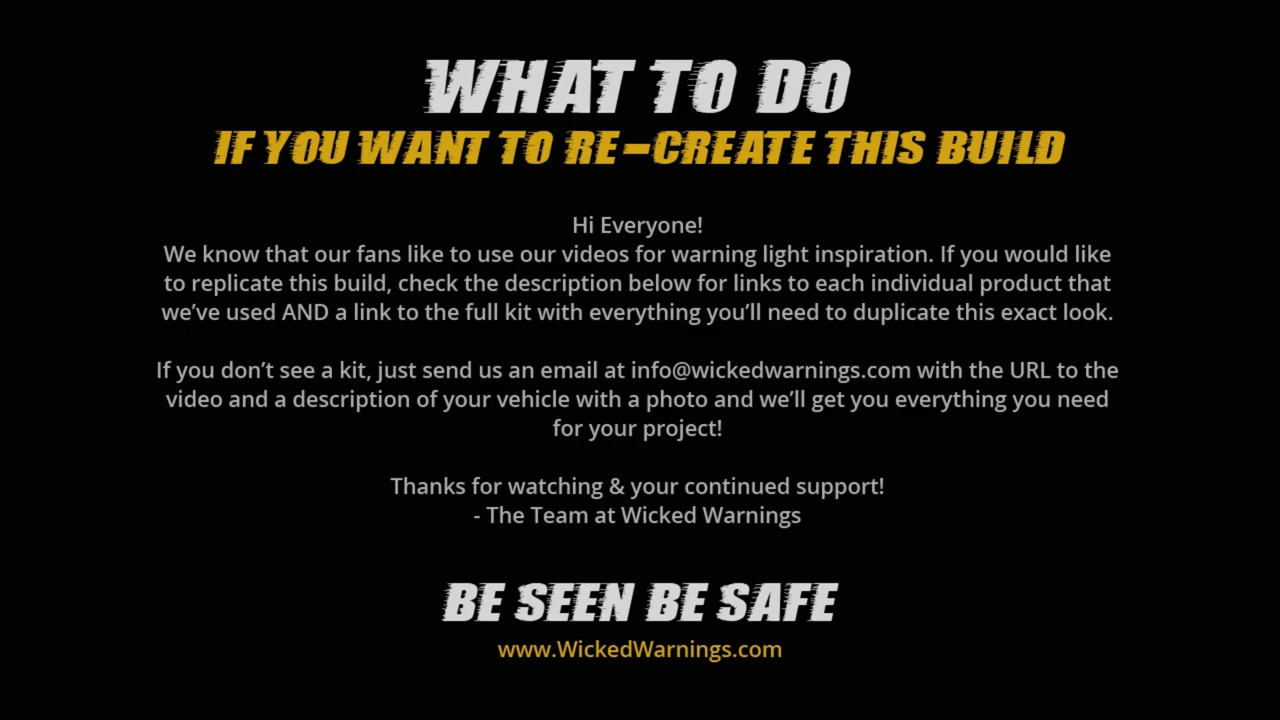 WHAT TO DO
IF YOU WANT TO RE-CREATE THIS BUILD
Hi Everyone!
We know that our fans like to use our videos for warning light inspiration. If you would like
to replicate this build, check the description below for links to each individual product that
we’ve used AND a link to the full kit with everything you’ll need to duplicate this exact look.
If you don’t see a kit, just send us an email at info@wickedwarnings.com with the URL to the
video and a description of your vehicle with a photo and we’ll get you everything you need
for your project!
Thanks for watching & your continued support!
- The Team at Wicked Warnings
BE SEEN BE SAFE
www.WickedWarnings.com